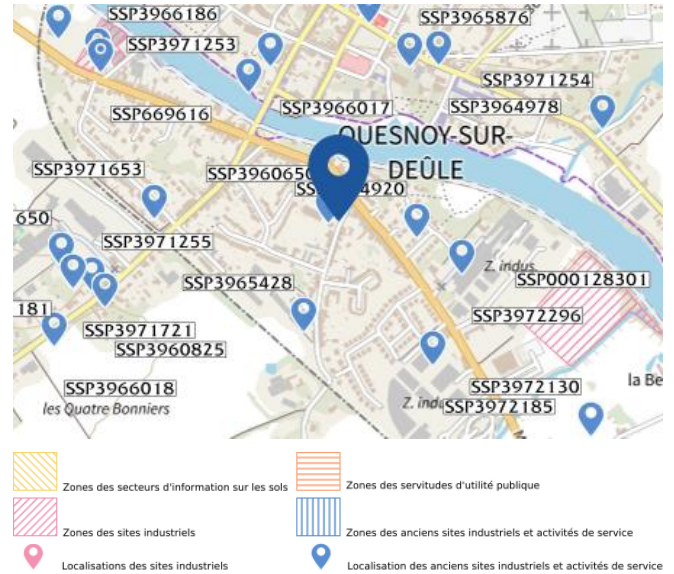 SSP3966186
SSP3965876
SSP3971253
SSP3971254
SSP669616
SSP3966017
SSP3964978
QUESNOY-SUR-
DEÛLE
SSP3971653
SSP3960650
4920
650
SSP3971255
Z. indus
SSP000128301
SSP3965428
181
SSP3972296
SSP3971721
SSP3960825
SSP3966018
SSP3972130
la Be
les Quatre Bonniers
Z. indu
SSP3972185
Zones des secteurs d'information sur les sols
Zones des servitudes d'utilité publique
Zones des sites industriels
Zones des anciens sites industriels et activités de service
Localisations des sites industriels
Localisation des anciens sites industriels et activités de service